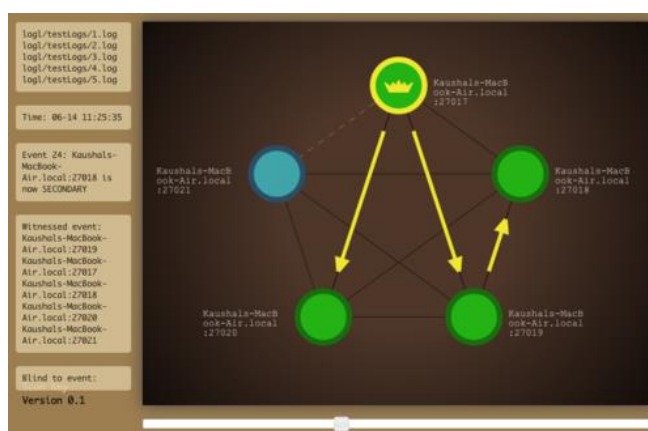 logl/testLogs/1.log
logl/testLogs/2.log
logl/testLogs/3.log
logl/testLogs/4.log
logl/testLogs/5.log
Time: 06-14 11:25:35
Event 24: Kaushals-
MacBook-
Air.local:27018 is
now SECONDARY
Witnessed event:
Kaushals-MacBook-
Air.local:27019
Kaushals-MacBook-
Air.local:27017
Kaushals-MacBook-
Air.local:27018
Kaushals-MacBook-
Air.local:27020
Kaushals-MacBook-
Air.local:27021
Blind to event:
Version 0.1
Kaushals-MacB
ook-Air.local
:27017
Kaushals-MacB
ook-Air.local
:27021
Kaushals-MacB
ook-Air.local
:27018
Kaushals-MacB
ook-Air.local
:27020
Kaushals-MacB
ook-Air.local
:27019